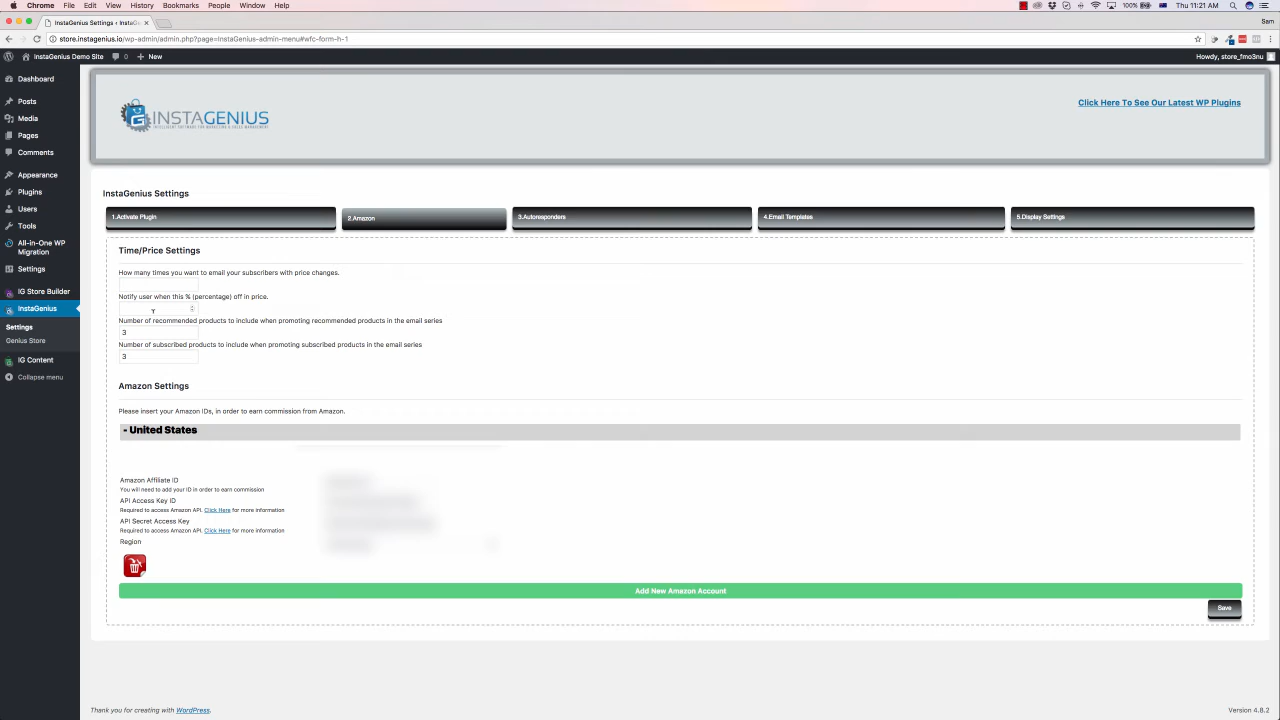 Chrome File Edit View History Bookmarks People Window Help 100% Thu 11:21 AM
InstaGenius Settings ‹ InstaG Sam
store.instagenius.io/wp-admin/admin.php?page=InstaGenius-admin-menu#wfc-form-h-1
InstaGenius Demo Site 0 New Howdy, store_fmo3nu
Dashboard
Posts
Media
Pages
Comments
Appearance
Plugins
Users
Tools
All-in-One WP
Migration
Settings
IG Store Builder
InstaGenius
Settings
Genius Store
IG Content
Collapse menu
INSTAGENIUS
INTELLIGENT SOFTWARE FOR MARKETING & SALES MANAGEMENT
Click Here To See Our Latest WP Plugins
InstaGenius Settings
1.Activate Plugin 2.Amazon 3.Autoresponders 4.Email Templates 5.Display Settings
Time/Price Settings
How many times you want to email your subscribers with price changes.
Notify user when this % (percentage) off in price.
Number of recommended products to include when promoting recommended products in the email series
3
Number of subscribed products to include when promoting subscribed products in the email series
3
Amazon Settings
Please insert your Amazon IDs, in order to earn commission from Amazon.
- United States
Amazon Affiliate ID
You will need to add your ID in order to earn commission
API Access Key ID
Required to access Amazon API. Click Here for more information
API Secret Access Key
Required to access Amazon API. Click Here for more information
Region
Add New Amazon Account
Save
Thank you for creating with WordPress. Version 4.8.2